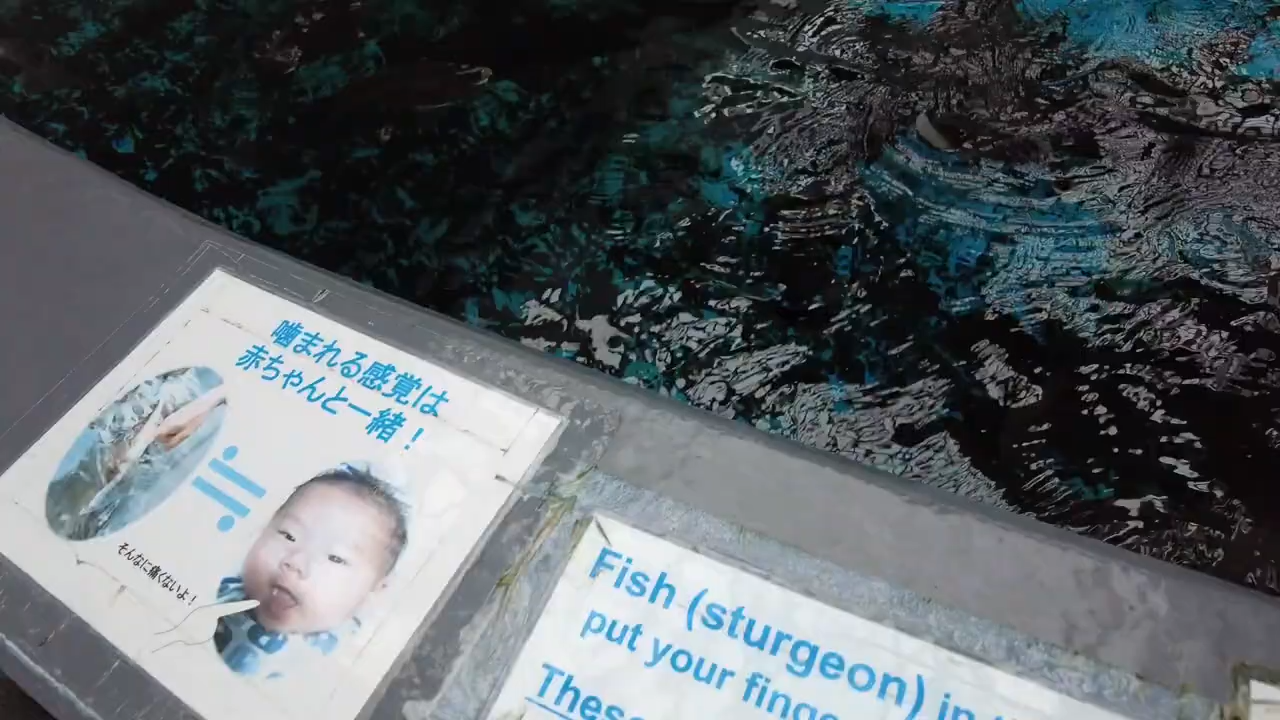 噛まれる感覚は
赤ちゃんと一緒！
≒
そんなに痛くないよ！
Fish (sturgeon) in
put your
These